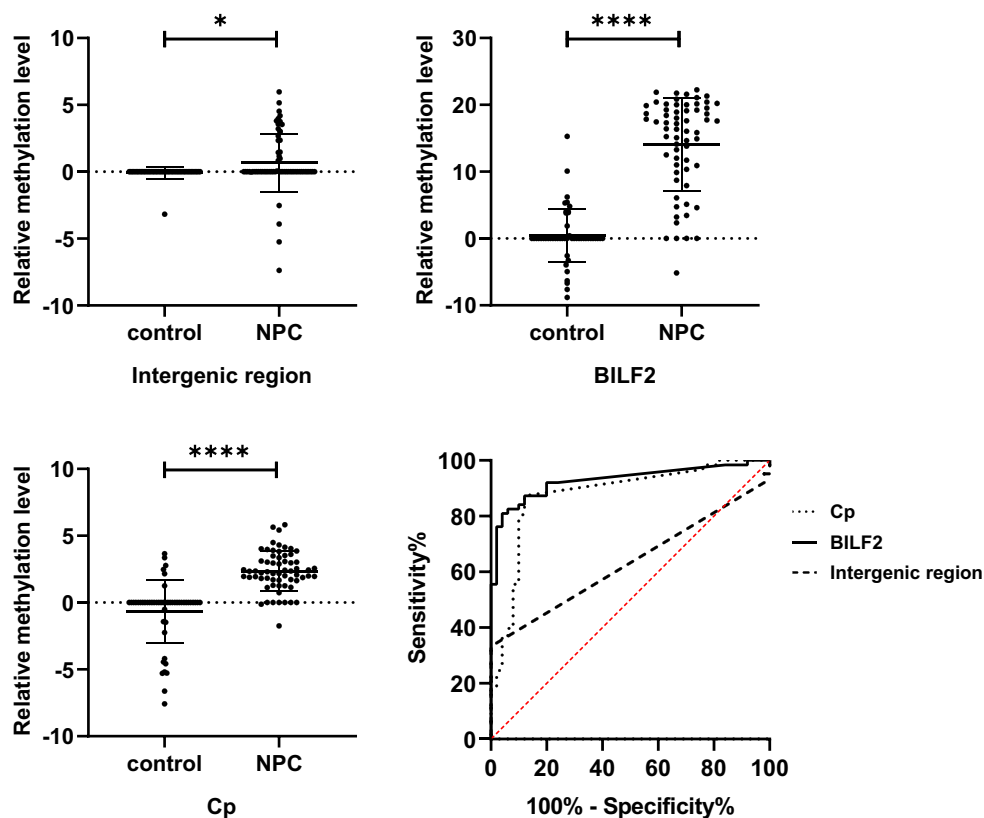 *
Relative methylation level
10
5
0
-5
-10
control NPC
Intergenic region
****
Relative methylation level
30
20
10
0
-10
control NPC
BILF2
****
Relative methylation level
10
5
0
-5
-10
control NPC
Cp
Sensitivity%
100
80
60
40
20
0
0 20 40 60 80 100
100% - Specificity%
Cp
BILF2
Intergenic region